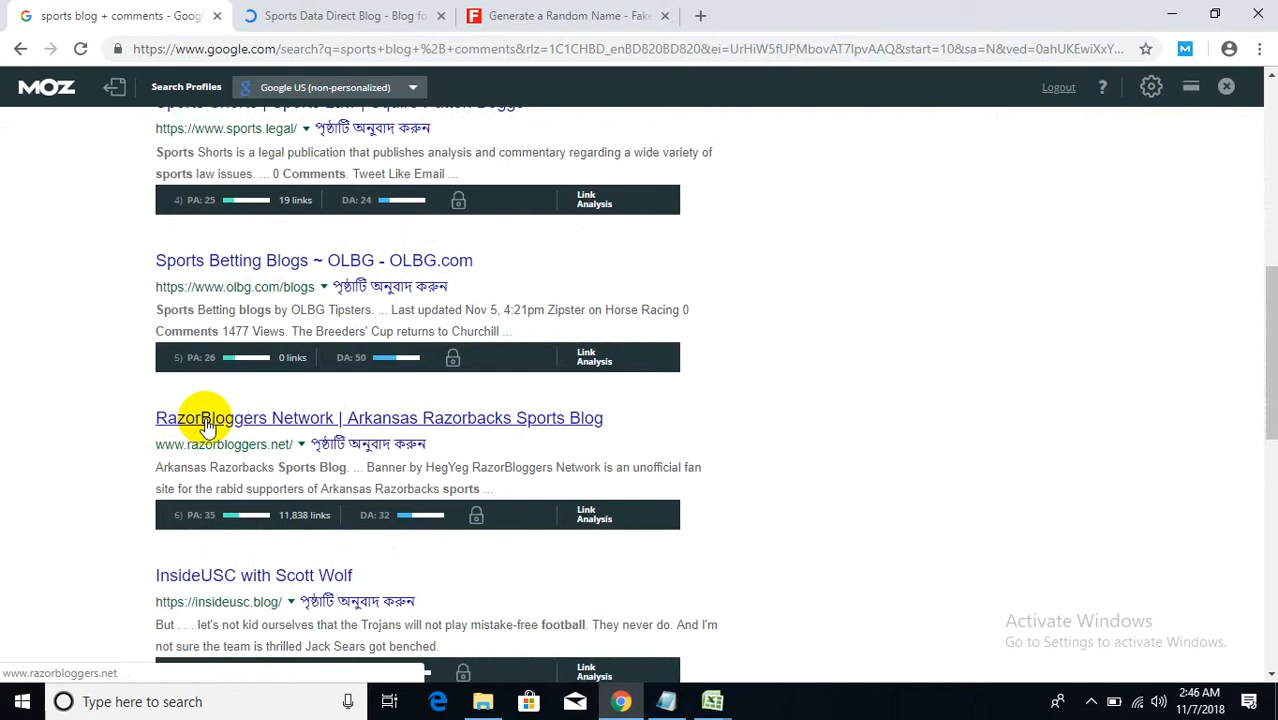 sports blog + comments - Goog
Sports Data Direct Blog - Blog fo
Generate a Random Name - Fake
https://www.google.com/search?q=sports+blog+%2B+comments&rlz=1C1CHBD_enBD820BD820&ei=UrHiW5fUPMbovAT7lpvAAQ&start=10&sa=N&ved=0ahUKEwiXxY...
MOZ
Search Profiles
Google US (non-personalized)
Logout
?
Sports Shorts | Sports Law | Squire Patton Boggs
https://www.sports.legal/ পৃষ্ঠাটি অনুবাদ করুন
Sports Shorts is a legal publication that publishes analysis and commentary regarding a wide variety of
sports law issues. ... 0 Comments. Tweet Like Email ...
4) PA: 25 19 links DA: 24 Link Analysis
Sports Betting Blogs ~ OLBG - OLBG.com
https://www.olbg.com/blogs পৃষ্ঠাটি অনুবাদ করুন
Sports Betting blogs by OLBG Tipsters. ... Last updated Nov 5, 4:21pm Zipster on Horse Racing 0
Comments 1477 Views. The Breeders' Cup returns to Churchill ...
5) PA: 26 0 links DA: 50 Link Analysis
RazorBloggers Network | Arkansas Razorbacks Sports Blog
www.razorbloggers.net/ পৃষ্ঠাটি অনুবাদ করুন
Arkansas Razorbacks Sports Blog. ... Banner by HegYeg RazorBloggers Network is an unofficial fan
site for the rabid supporters of Arkansas Razorbacks sports ...
6) PA: 35 11,838 links DA: 32 Link Analysis
InsideUSC with Scott Wolf
https://insideusc.blog/ পৃষ্ঠাটি অনুবাদ করুন
But . . . let's not kid ourselves that the Trojans will not play mistake-free football. They never do. And I'm
not sure the team is thrilled Jack Sears got benched.
Link
Analysis
Activate Windows
Go to Settings to activate Windows.
www.razorbloggers.net
Type here to search
2:46 AM
11/7/2018